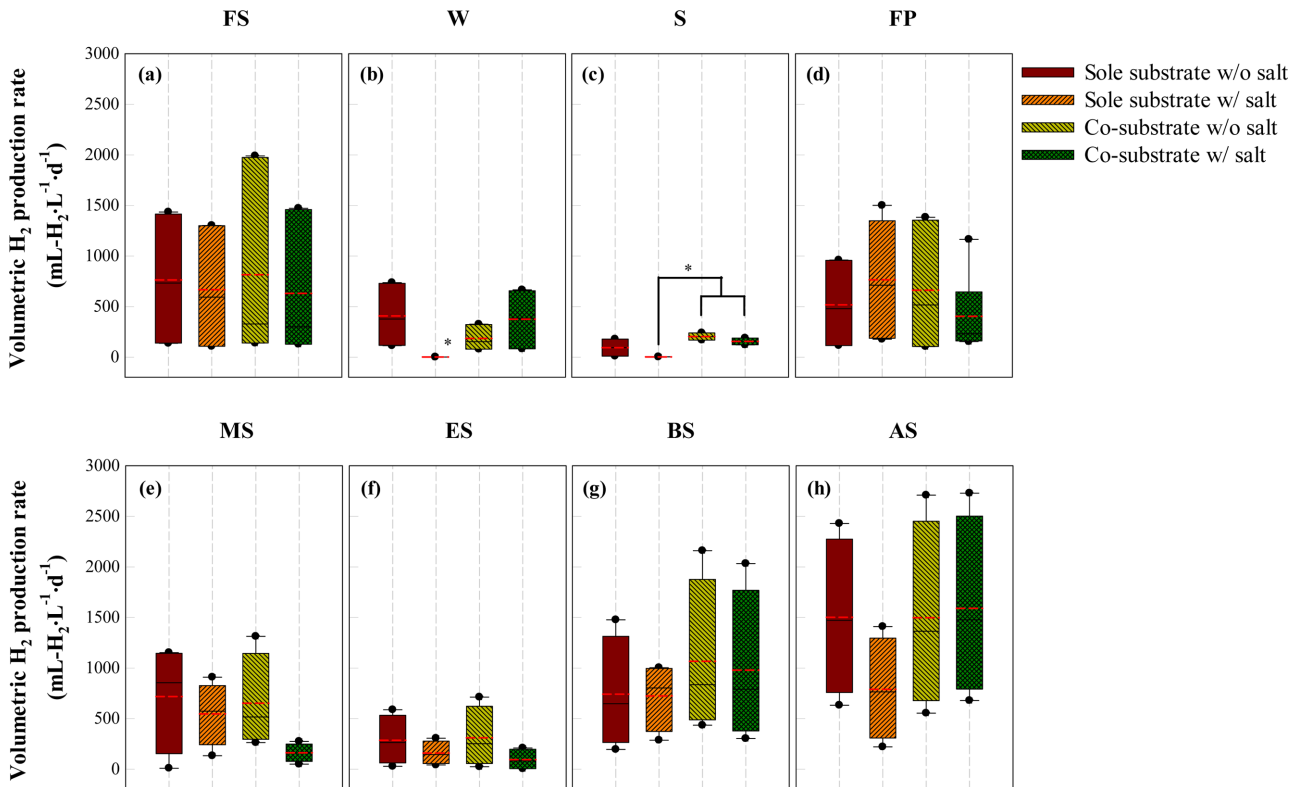 FS W S FP
Volumetric H2 production rate
(mL-H2·L-1·d-1)
3000
2500
2000
1500
1000
500
0
(a) (b) (c) (d)
*
*
Sole substrate w/o salt
Sole substrate w/ salt
Co-substrate w/o salt
Co-substrate w/ salt
MS ES BS AS
Volumetric H2 production rate
(mL-H2·L-1·d-1)
3000
2500
2000
1500
1000
500
0
(e) (f) (g) (h)